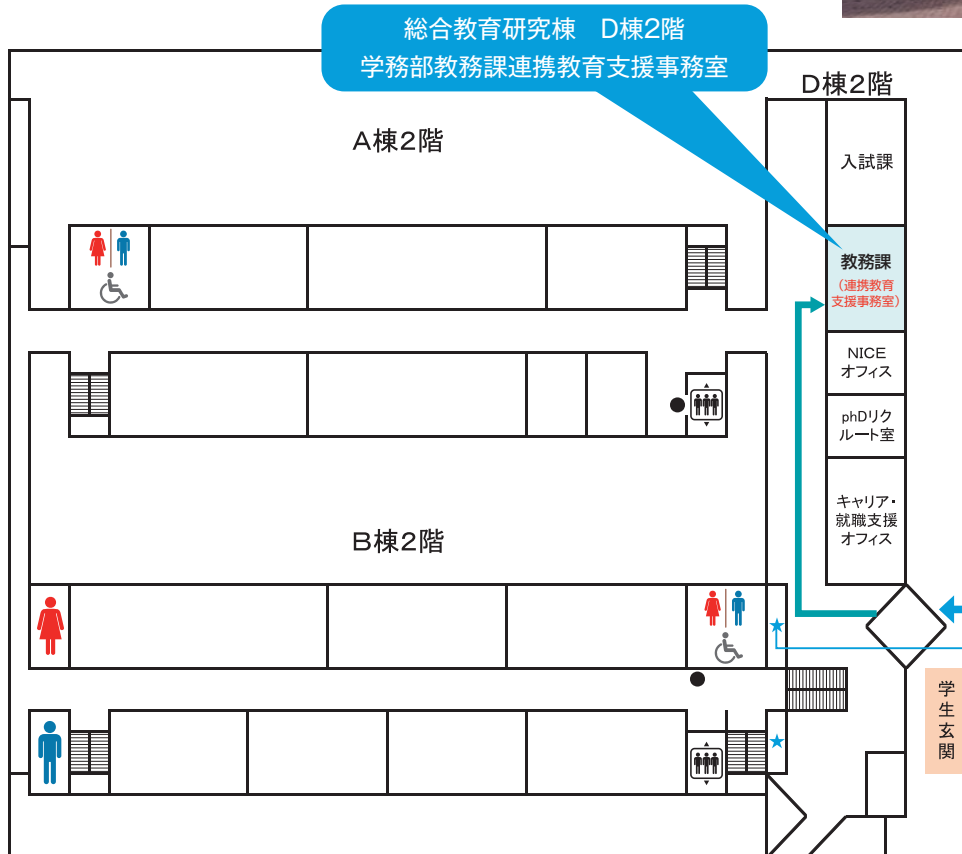 総合教育研究棟　D棟2階
学務部教務課連携教育支援事務室
D棟2階
A棟2階
入試課
教務課
（連携教育
支援事務室）
NICE
オフィス
phDリク
ルート室
キャリア・
就職支援
オフィス
B棟2階
学生玄関